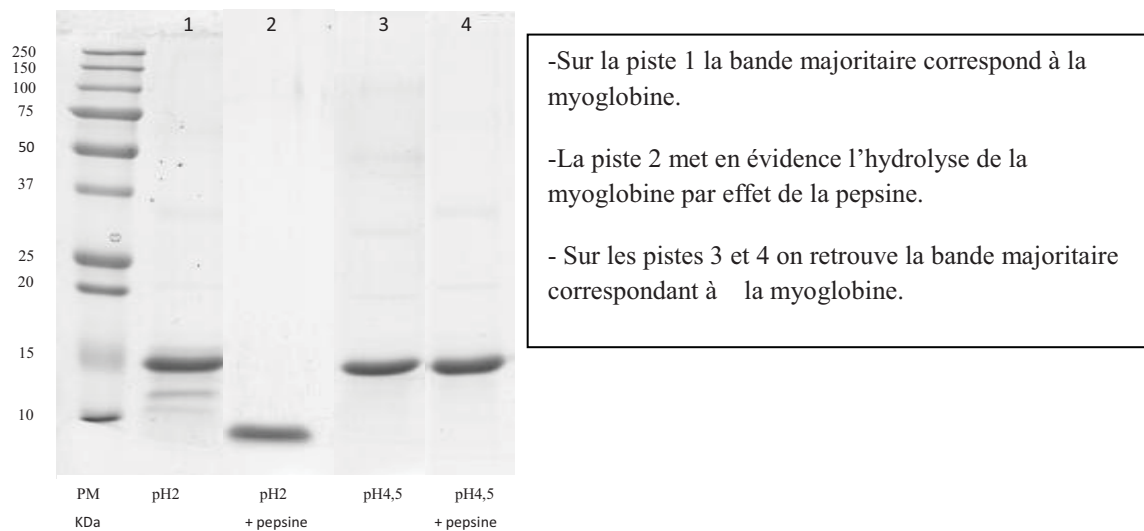 1 2 3 4
250
150
100
75
50
37
25
20
15
10
PM pH2 pH2 pH4,5 pH4,5
KDa + pepsine + pepsine
-Sur la piste 1 la bande majoritaire correspond à la
myoglobine.
-La piste 2 met en évidence l’hydrolyse de la
myoglobine par effet de la pepsine.
- Sur les pistes 3 et 4 on retrouve la bande majoritaire
correspondant à la myoglobine.